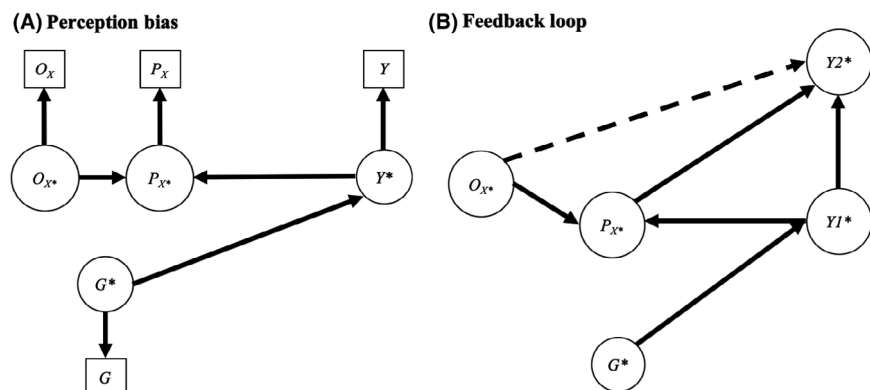 (A) Perception bias
O_X P_X Y
O_X* P_X* Y*
G*
G
(B) Feedback loop
Y2*
O_X*
P_X* Y1*
G*